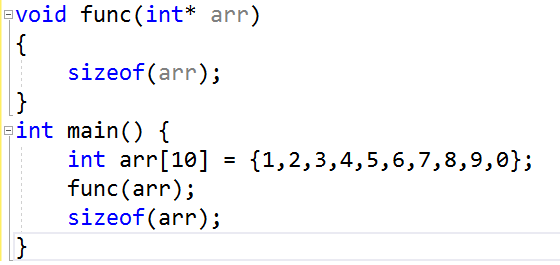 void func(int* arr)
{
    sizeof(arr);
}
int main() {
    int arr[10] = {1,2,3,4,5,6,7,8,9,0};
    func(arr);
    sizeof(arr);
}